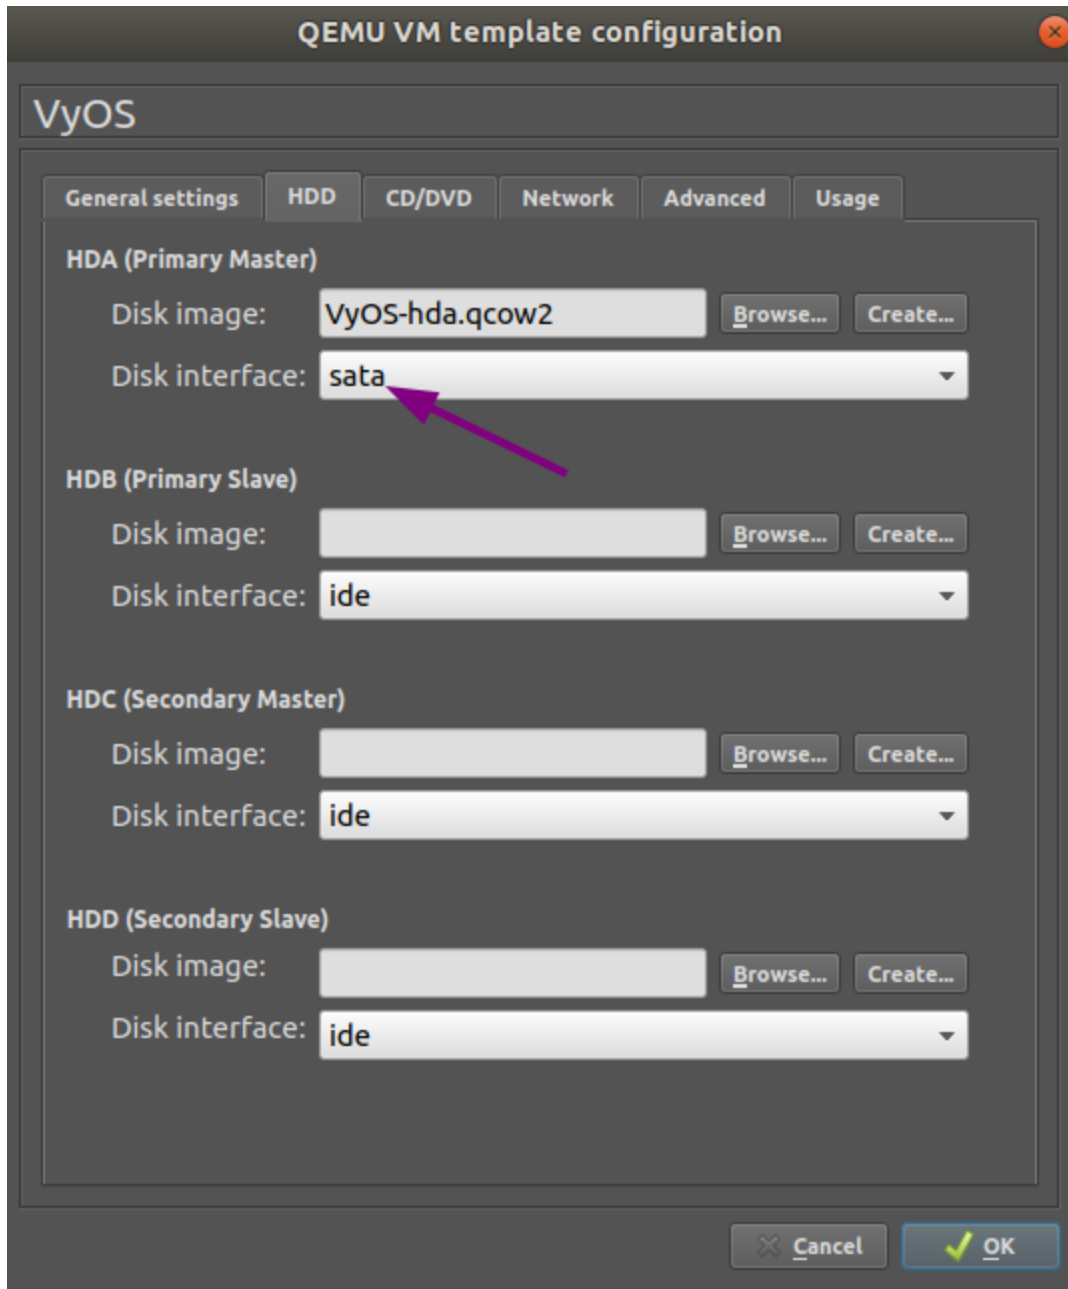 QEMU VM template configuration
VyOS
General settings HDD CD/DVD Network Advanced Usage
HDA (Primary Master)
Disk image: VyOS-hda.qcow2 Browse... Create...
Disk interface: sata
HDB (Primary Slave)
Disk image: Browse... Create...
Disk interface: ide
HDC (Secondary Master)
Disk image: Browse... Create...
Disk interface: ide
HDD (Secondary Slave)
Disk image: Browse... Create...
Disk interface: ide
Cancel OK